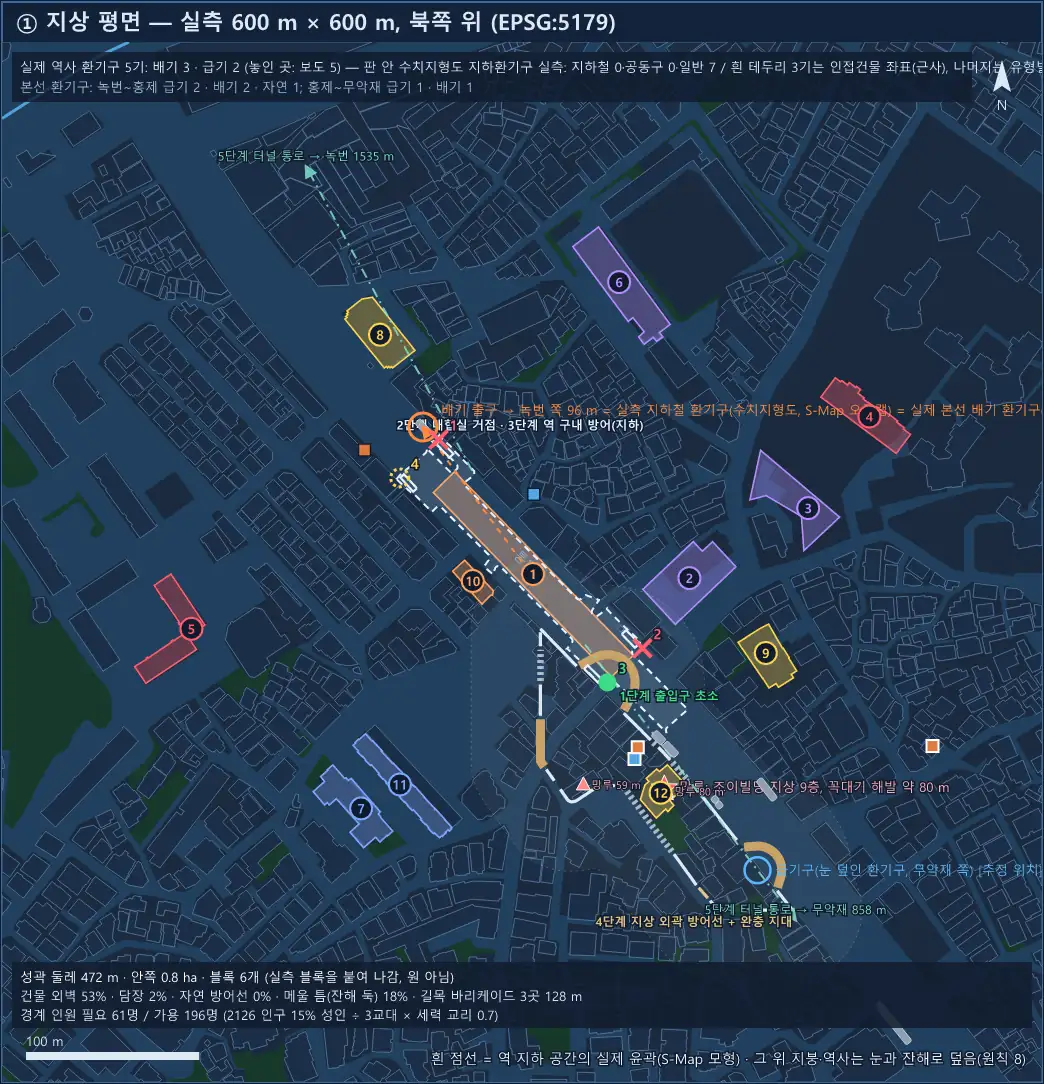 ① 지상 평면 — 실측 600 m × 600 m, 북쪽 위 (EPSG:5179)
실제 역사 환기구 5기: 배기 3 · 급기 2 (놓인 곳: 보도 5) — 판 안 수치지형도 지하환기구 실측: 지하철 0·공동구 0·일반 7 / 흰 테두리 3기는 인접건물 좌표(근사), 나머지는 유형별
본선 환기구: 녹번~홍제 급기 2 · 배기 2 · 자연 1; 홍제~무악재 급기 1 · 배기 1
N
5단계 터널 통로 → 녹번 1535 m
6
8
배기 출구 → 녹번 쪽 96 m = 실측 지하철 환기구(수치지형도, S-Map 오버랩) = 실제 본선 배기 환기구
4
1
대합실 거점 · 3단계 역 구내 방어(지하)
4
3
10
1
2
5
2
9
3
1단계 출입구 초소
망루 59 m
12
망루 80 m
조이빌딩 지상 9층, 꼭대기 해발 약 80 m
11
7
환기구(눈 덮인 환기구, 무악재 쪽) [추정 위치]
5단계 터널 통로 → 무악재 858 m
4단계 지상 외곽 방어선 + 완충 지대
성곽 둘레 472 m · 안쪽 0.8 ha · 블록 6개 (실측 블록을 붙여 나감, 원 아님)
건물 외벽 53% · 담장 2% · 자연 방어선 0% · 메울 틈(잔해 둑) 18% · 길목 바리케이드 3곳 128 m
경계 인원 필요 61명 / 가용 196명 (2126 인구 15% 성인 ÷ 3교대 × 세력 교리 0.7)
100 m
흰 점선 = 역 지하 공간의 실제 윤곽(S-Map 모형) · 그 위 지붕·역사는 눈과 잔해로 덮음(원칙 8)